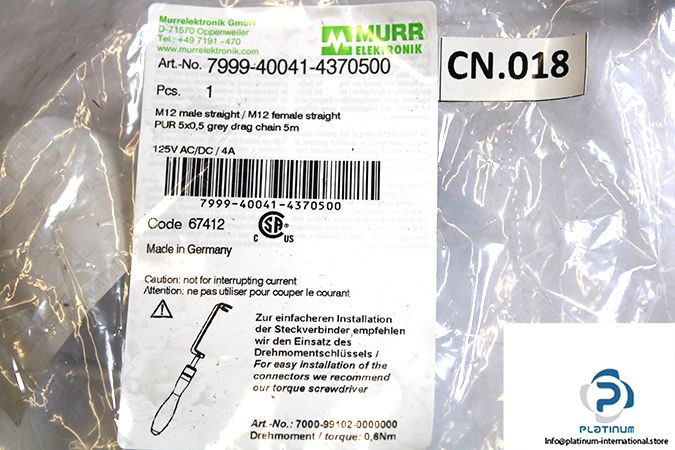 Murrelektronik GmbH
D-71570 Oppenweiler
Tel.: +49 7191 -470
www.murrelektronik.com
MURR
ELEKTRONIK
Art.-No. 7999-40041-4370500
CN.018
Pcs. 1
M12 male straight / M12 female straight
PUR 5x0,5 grey drag chain 5m
125V AC/DC / 4A
7999-40041-4370500
Code 67412
C SA US
Made in Germany
Caution: not for interrupting current
Attention: ne pas utiliser pour couper le courant
Zur einfacheren Installation
der Steckverbinder empfehlen
wir den Einsatz des
Drehmomentschlüssels /
For easy installation of the
connectors we recommend
our torque screwdriver
Art.-No.: 7000-99102-0000000
Drehmoment / torque: 0,6Nm
PLATINUM
info@platinum-international.store